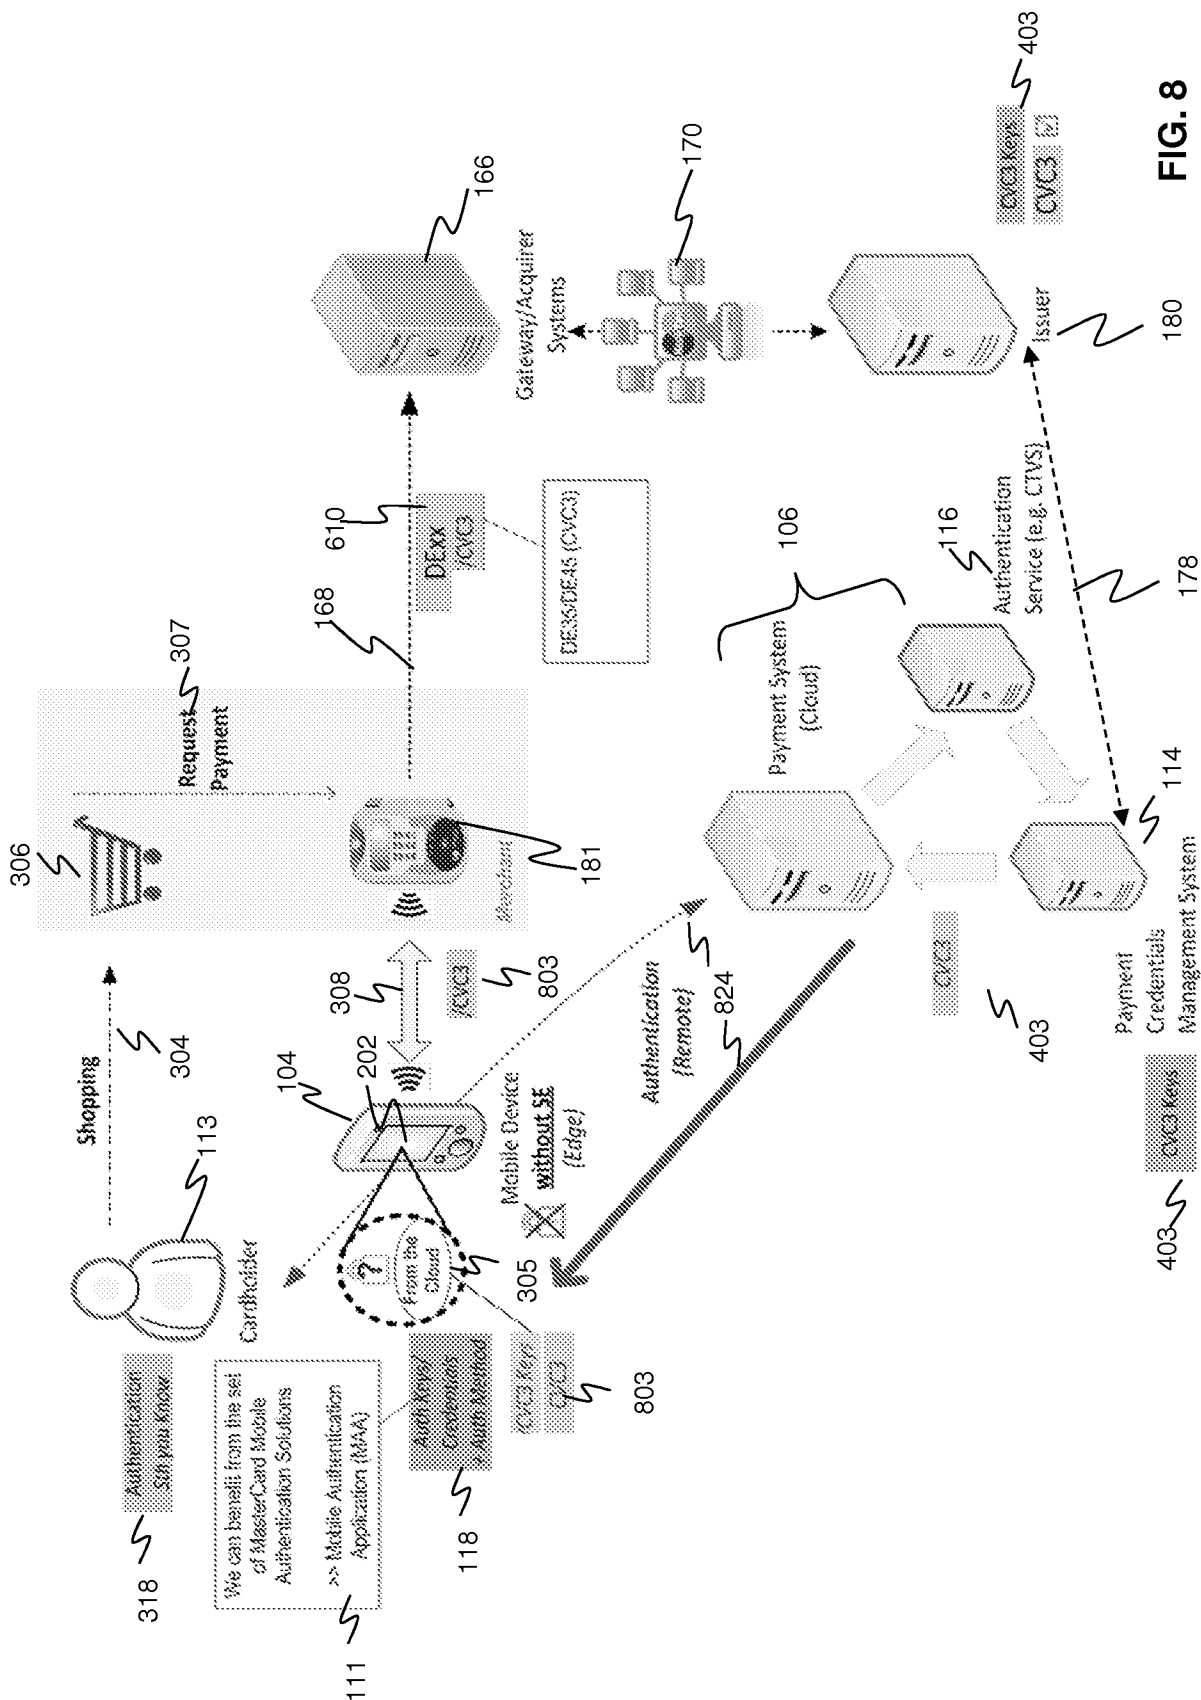 318
Authentication
Sth you Know
Cardholder
113
Shopping
304
306
Request
Payment
307
111
We can benefit from the set
of MasterCard Mobile
Authentication Solutions
>> Mobile Authentication
Application (MAA)
118
Auth Keys/
Credentials
+ Auth Method
?
From the
Cloud
305
/CVC3 Keys
CVC3
803
104
202
Mobile Device
without SE
(Edge)
308
/CVC3
803
Merchant
181
168
610
DExx
/CVC3
DE35/DE45 (CVC3)
166
Gateway/Acquirer
Systems
170
Authentication
(Remote)
824
Payment System
(Cloud)
106
116
Authentication
Service (e.g. CTVS)
CVC3
403
114
Payment
Credentials
Management System
CVC3 Keys
403
178
Issuer
180
CVC3 Keys
CVC3
403
FIG. 8